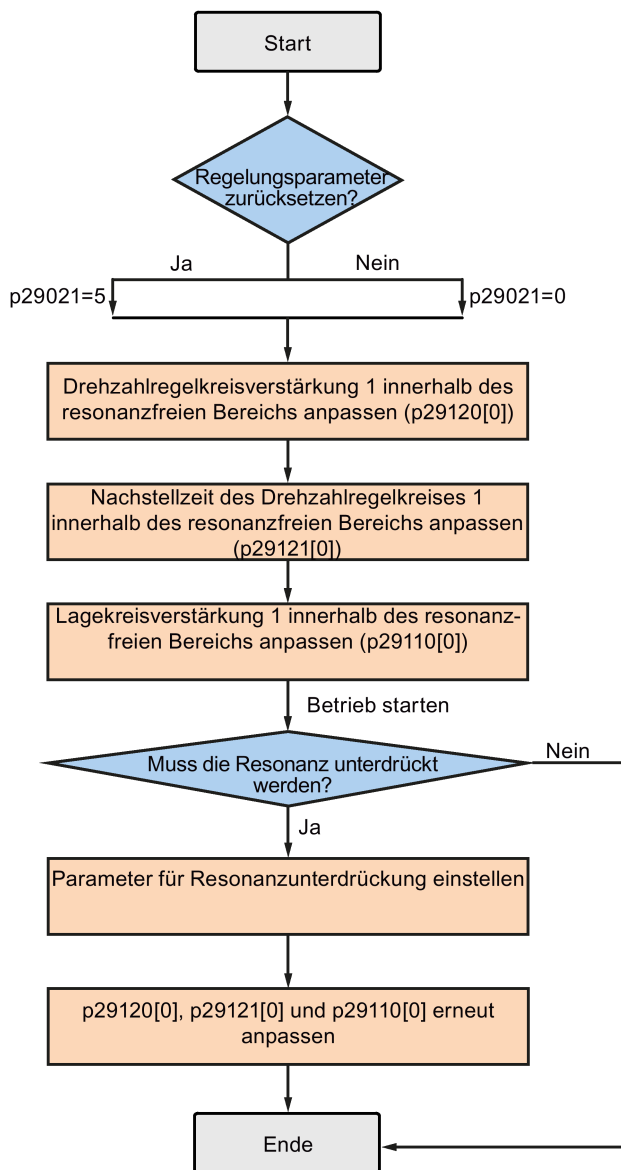 Start
Regelungsparameter
zurücksetzen?
Ja
Nein
p29021=5
p29021=0
Drehzahlregelkreisverstärkung 1 innerhalb des
resonanzfreien Bereichs anpassen (p29120[0])
Nachstellzeit des Drehzahlregelkreises 1
innerhalb des resonanzfreien Bereichs anpassen
(p29121[0])
Lagekreisverstärkung 1 innerhalb des resonanz-
freien Bereichs anpassen (p29110[0])
Betrieb starten
Muss die Resonanz unterdrückt
werden?
Nein
Ja
Parameter für Resonanzunterdrückung einstellen
p29120[0], p29121[0] und p29110[0] erneut
anpassen
Ende